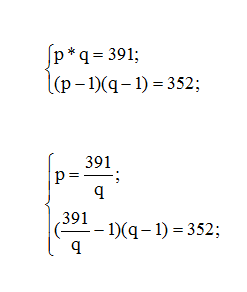 p * q = 391;
(p − 1)(q − 1) = 352;
p = 391/q;
(391/q − 1)(q − 1) = 352;